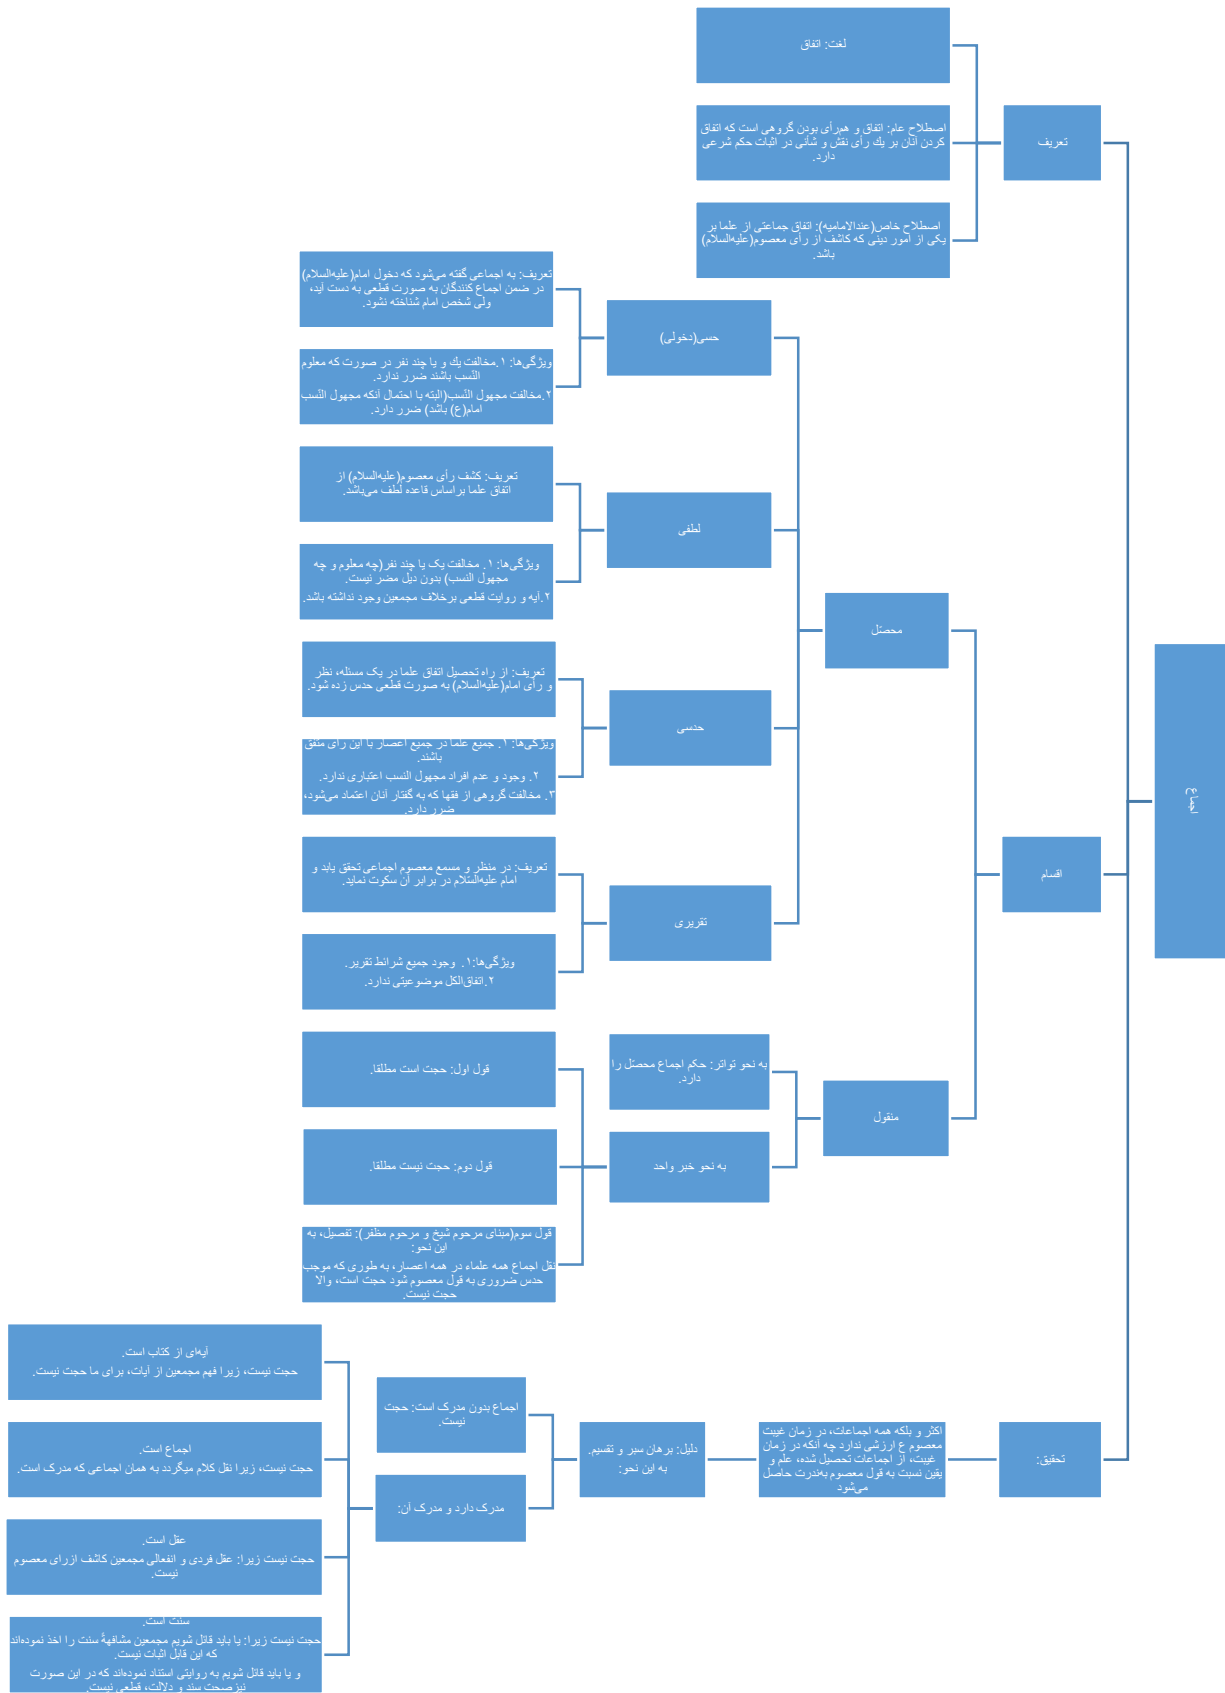 اجماع
تعریف
لغت: اتفاق
اصطلاح عام: اتفاق و هم‌رأی بودن گروهی است که اتفاق
کردن آنان بر یك رأی نقش و شأنی در اثبات حکم شرعی
دارد.
اصطلاح خاص(عندالامامیه): اتفاق جماعتی از علما بر
یکی از امور دینی که کاشف از رأی معصوم(علیه‌السلام)
باشد.
اقسام
محصّل
حسی(دخولی)
تعریف: به اجماعی گفته می‌شود که دخول امام(علیه‌السلام)
در ضمن اجماع کنندگان به صورت قطعی به دست آید،
ولی شخص امام شناخته نشود.
ویژگی‌ها: ۱.مخالفت یك و یا چند نفر در صورت که معلوم
النّسب باشند ضرر ندارد.
۲.مخالفت مجهول النّسب(البته با احتمال آنکه مجهول النّسب
امام(ع) باشد) ضرر دارد.
لطفی
تعریف: کشف رأی معصوم(علیه‌السلام) از
اتفاق علما براساس قاعده لطف می‌باشد.
ویژگی‌ها: ۱. مخالفت یک یا چند نفر(چه معلوم و چه
مجهول النسب) بدون دیل مضر نیست.
۲.آیه و روایت قطعی برخلاف مجمعین وجود نداشته باشد.
حدسی
تعریف: از راه تحصیل اتفاق علما در یک مسئله، نظر
و رأی امام(علیه‌السلام) به صورت قطعی حدس زده شود.
ویژگی‌ها: ۱. جمیع علما در جمیع اعصار با این رای متفق
باشند.
۲. وجود و عدم افراد مجهول النسب اعتباری ندارد.
۳. مخالفت گروهی از فقها که به گفتار آنان اعتماد می‌شود،
ضرر دارد.
تقریری
تعریف: در منظر و مسمع معصوم اجماعی تحقق یابد و
امام علیه‌السّلام در برابر آن سکوت نماید.
ویژگی‌ها:۱. وجود جمیع شرائط تقریر.
۲.اتفاق‌الکل موضوعیتی ندارد.
منقول
به نحو تواتر: حکم اجماع محصّل را
دارد.
به نحو خبر واحد
قول اول: حجت است مطلقا.
قول دوم: حجت نیست مطلقا.
قول سوم(مبنای مرحوم شیخ و مرحوم مظفر): تفصیل، به
این نحو:
نقل اجماع همه علماء در همه اعصار، به طوری که موجب
حدس ضروری به قول معصوم شود حجت است، والا
حجت نیست.
تحقیق:
اکثر و بلکه همه اجماعات، در زمان غیبت
معصوم ع ارزشی ندارد چه آنکه در زمان
غیبت، از اجماعات تحصیل شده، علم و
یقین نسبت به قول معصوم به‌ندرت حاصل
می‌شود
دلیل: برهان سبر و تقسیم.
به این نحو:
اجماع بدون مدرک است: حجت
نیست.
مدرک دارد و مدرک آن:
آیه‌ای از کتاب است.
حجت نیست، زیرا فهم مجمعین از آیات، برای ما حجت نیست.
اجماع است.
حجت نیست، زیرا نقل کلام میگردد به همان اجماعی که مدرک است.
عقل است.
حجت نیست زیرا: عقل فردی و انفعالی مجمعین کاشف ازرای معصوم
نیست.
سنت است.
حجت نیست زیرا: یا باید قائل شویم مجمعین مشافهةً سنت را اخذ نموده‌اند
که این قابل اثبات نیست.
و یا باید قائل شویم به روایتی استناد نموده‌اند که در این صورت
نیزصحت سند و دلالت، قطعی نیست.